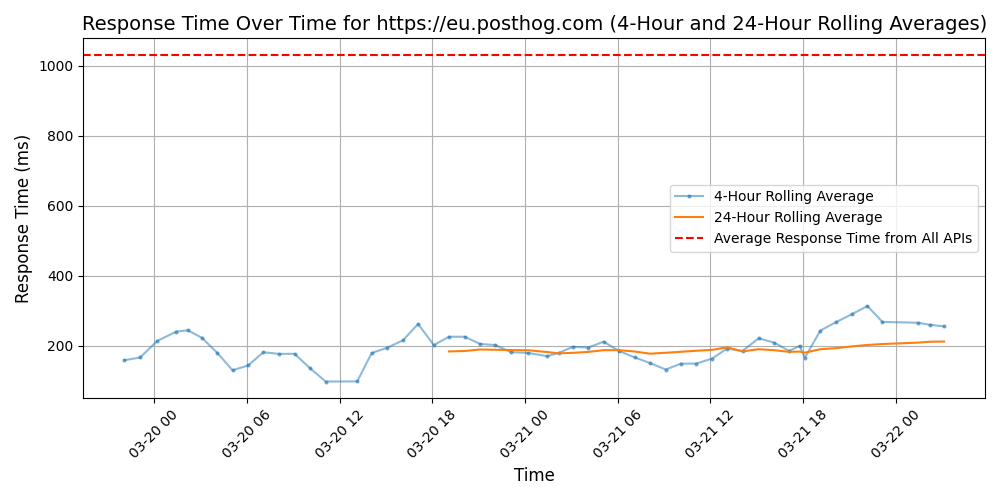 Response Time Over Time for https://eu.posthog.com (4-Hour and 24-Hour Rolling Averages)
Response Time (ms)
1000
800
600
400
200
4-Hour Rolling Average
24-Hour Rolling Average
Average Response Time from All APIs
03-20 00
03-20 06
03-20 12
03-20 18
03-21 00
03-21 06
03-21 12
03-21 18
03-22 00
Time